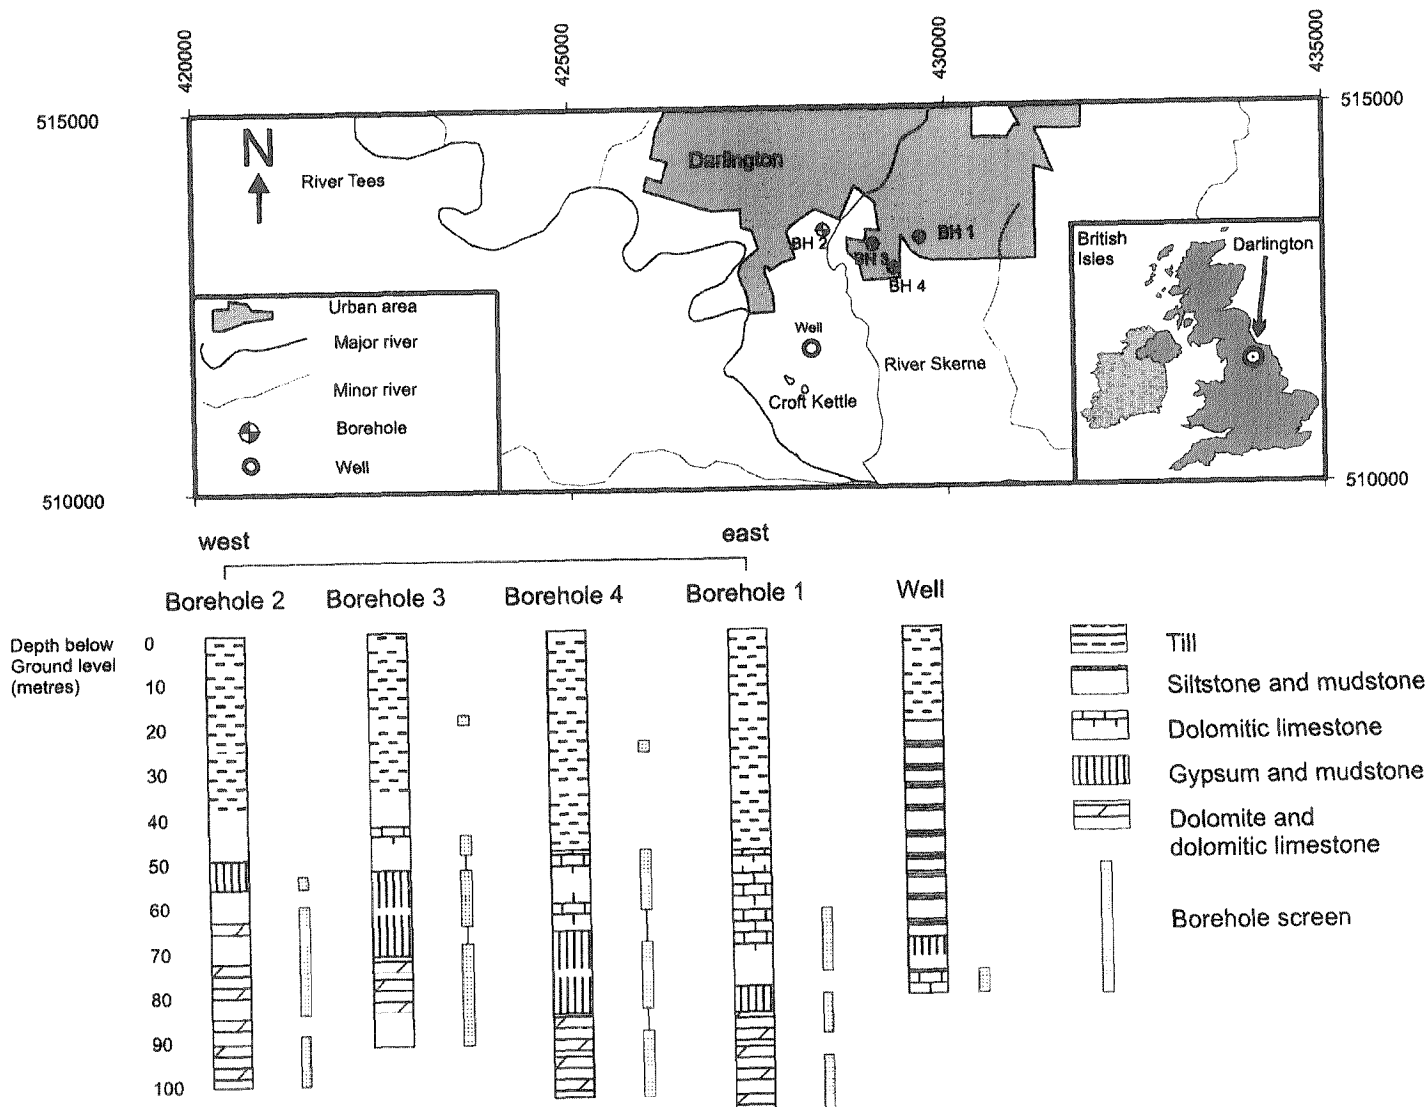 420000
425000
430000
435000
515000
515000
N
River Tees
Darlington
BH 2
BH 1
BH 3
BH 4
British
Isles
Darlington
Urban area
Major river
Minor river
Borehole
Well
Well
Croft Kettle
River Skerne
510000
510000
west
east
Borehole 2
Borehole 3
Borehole 4
Borehole 1
Well
Depth below
Ground level
(metres)
0
10
20
30
40
50
60
70
80
90
100
Till
Siltstone and mudstone
Dolomitic limestone
Gypsum and mudstone
Dolomite and
dolomitic limestone
Borehole screen